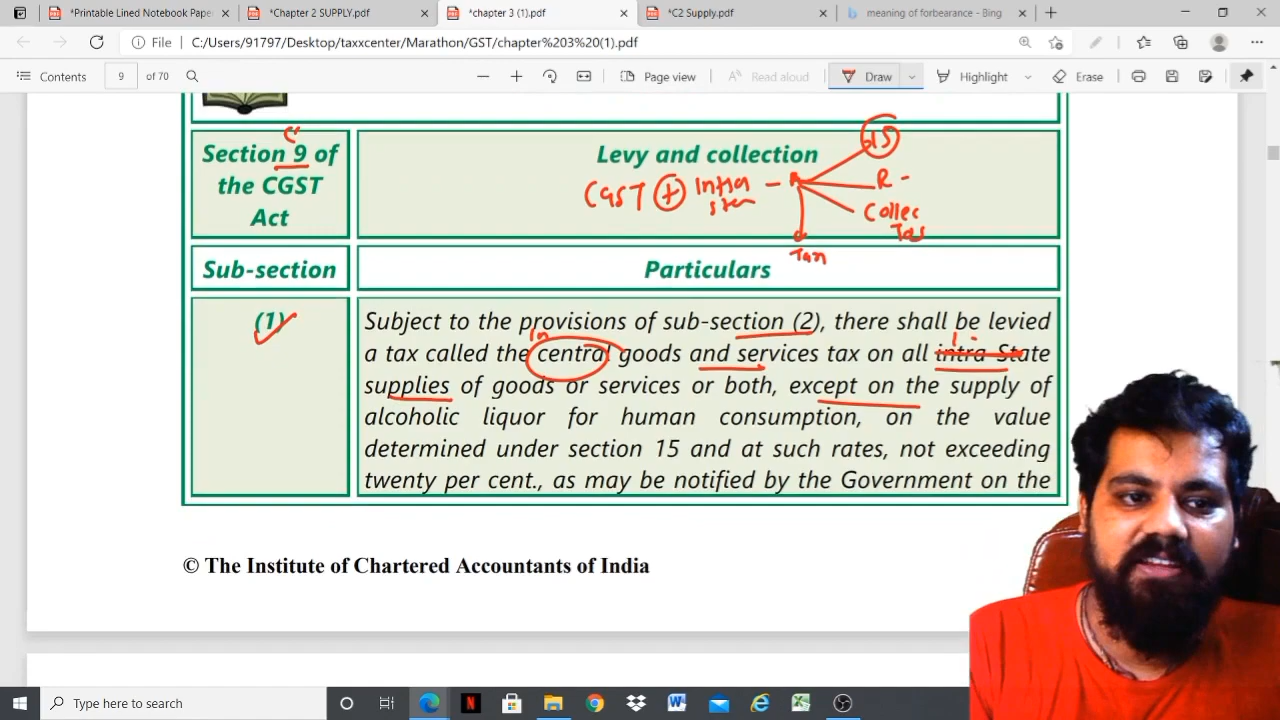 *Printed Lined Notebook Pape
*Chapter 2 SUPPLY.pdf
*chapter 3 (1).pdf
*C2 Supply.pdf
meaning of forbearance - Bing
File C:/Users/91797/Desktop/taxxcenter/Marathon/GST/chapter%203%20(1).pdf
Contents 9 of 70 Page view Read aloud Draw Highlight Erase
Section 9 of
the CGST
Act
Levy and collection
CGST + Intra
15
R -
Collec
Tax
Sub-section
Particulars
(1)
Subject to the provisions of sub-section (2), there shall be levied
In
a tax called the central goods and services tax on all intra-State
supplies of goods or services or both, except on the supply of
alcoholic liquor for human consumption, on the value
determined under section 15 and at such rates, not exceeding
twenty per cent., as may be notified by the Government on the
© The Institute of Chartered Accountants of India
Type here to search